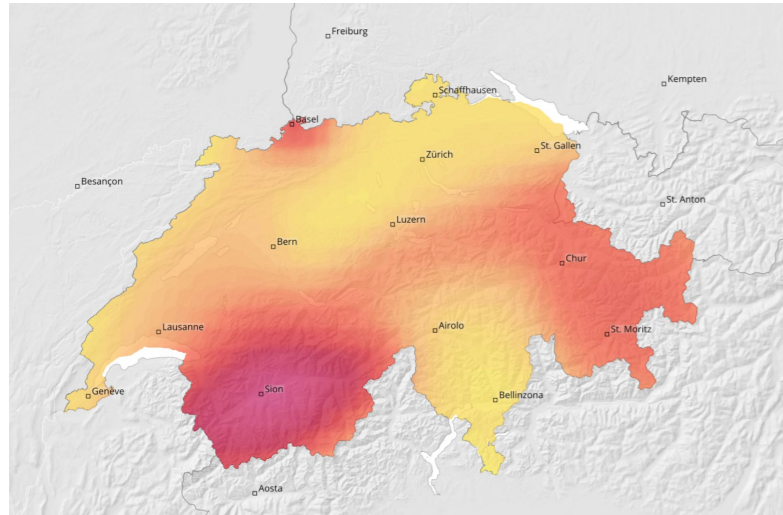 Freiburg
Kempten
Schaffhausen
Basel
St. Gallen
Zürich
Besançon
St. Anton
Luzern
Bern
Chur
Lausanne
Airolo
St. Moritz
Genève
Sion
Bellinzona
Aosta